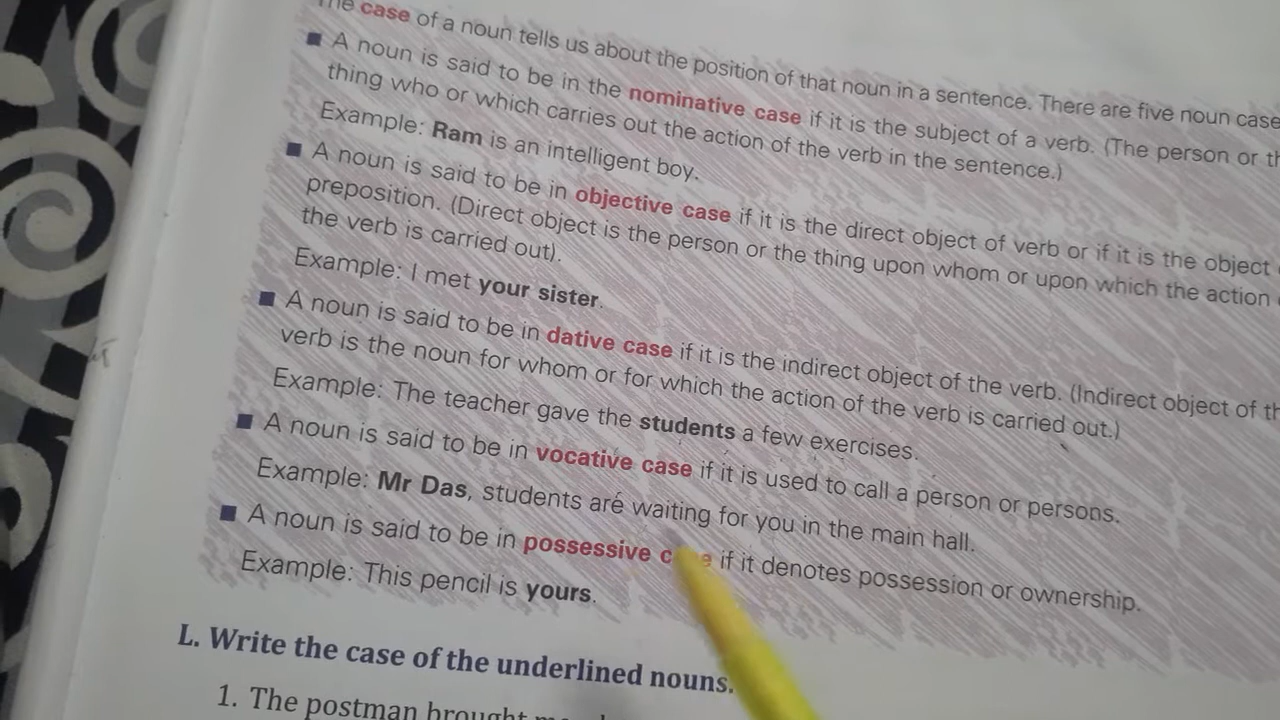 The case of a noun tells us about the position of that noun in a sentence. There are five noun case
A noun is said to be in the nominative case if it is the subject of a verb. (The person or th
thing who or which carries out the action of the verb in the sentence.)
Example: Ram is an intelligent boy.
A noun is said to be in objective case if it is the direct object of verb or if it is the object
preposition. (Direct object is the person or the thing upon whom or upon which the action
the verb is carried out).
Example: I met your sister.
A noun is said to be in dative case if it is the indirect object of the verb. (Indirect object of th
verb is the noun for whom or for which the action of the verb is carried out.)
Example: The teacher gave the students a few exercises.
A noun is said to be in vocative case if it is used to call a person or persons.
Example: Mr Das, students are waiting for you in the main hall.
A noun is said to be in possessive case if it denotes possession or ownership.
Example: This pencil is yours.
L. Write the case of the underlined nouns.
1. The postman brought